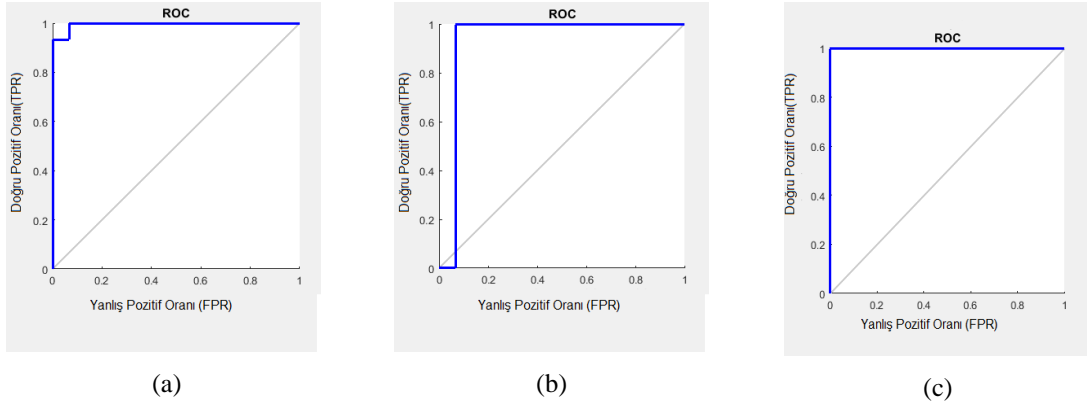 ROC
Doğru Pozitif Oranı(TPR)
1
0.8
0.6
0.4
0.2
0
0 0.2 0.4 0.6 0.8 1
Yanlış Pozitif Oranı (FPR)
(a)
ROC
Doğru Pozitif Oranı(TPR)
1
0.8
0.6
0.4
0.2
0
0 0.2 0.4 0.6 0.8 1
Yanlış Pozitif Oranı (FPR)
(b)
ROC
Doğru Pozitif Oranı(TPR)
1
0.8
0.6
0.4
0.2
0
0 0.2 0.4 0.6 0.8 1
Yanlış Pozitif Oranı (FPR)
(c)